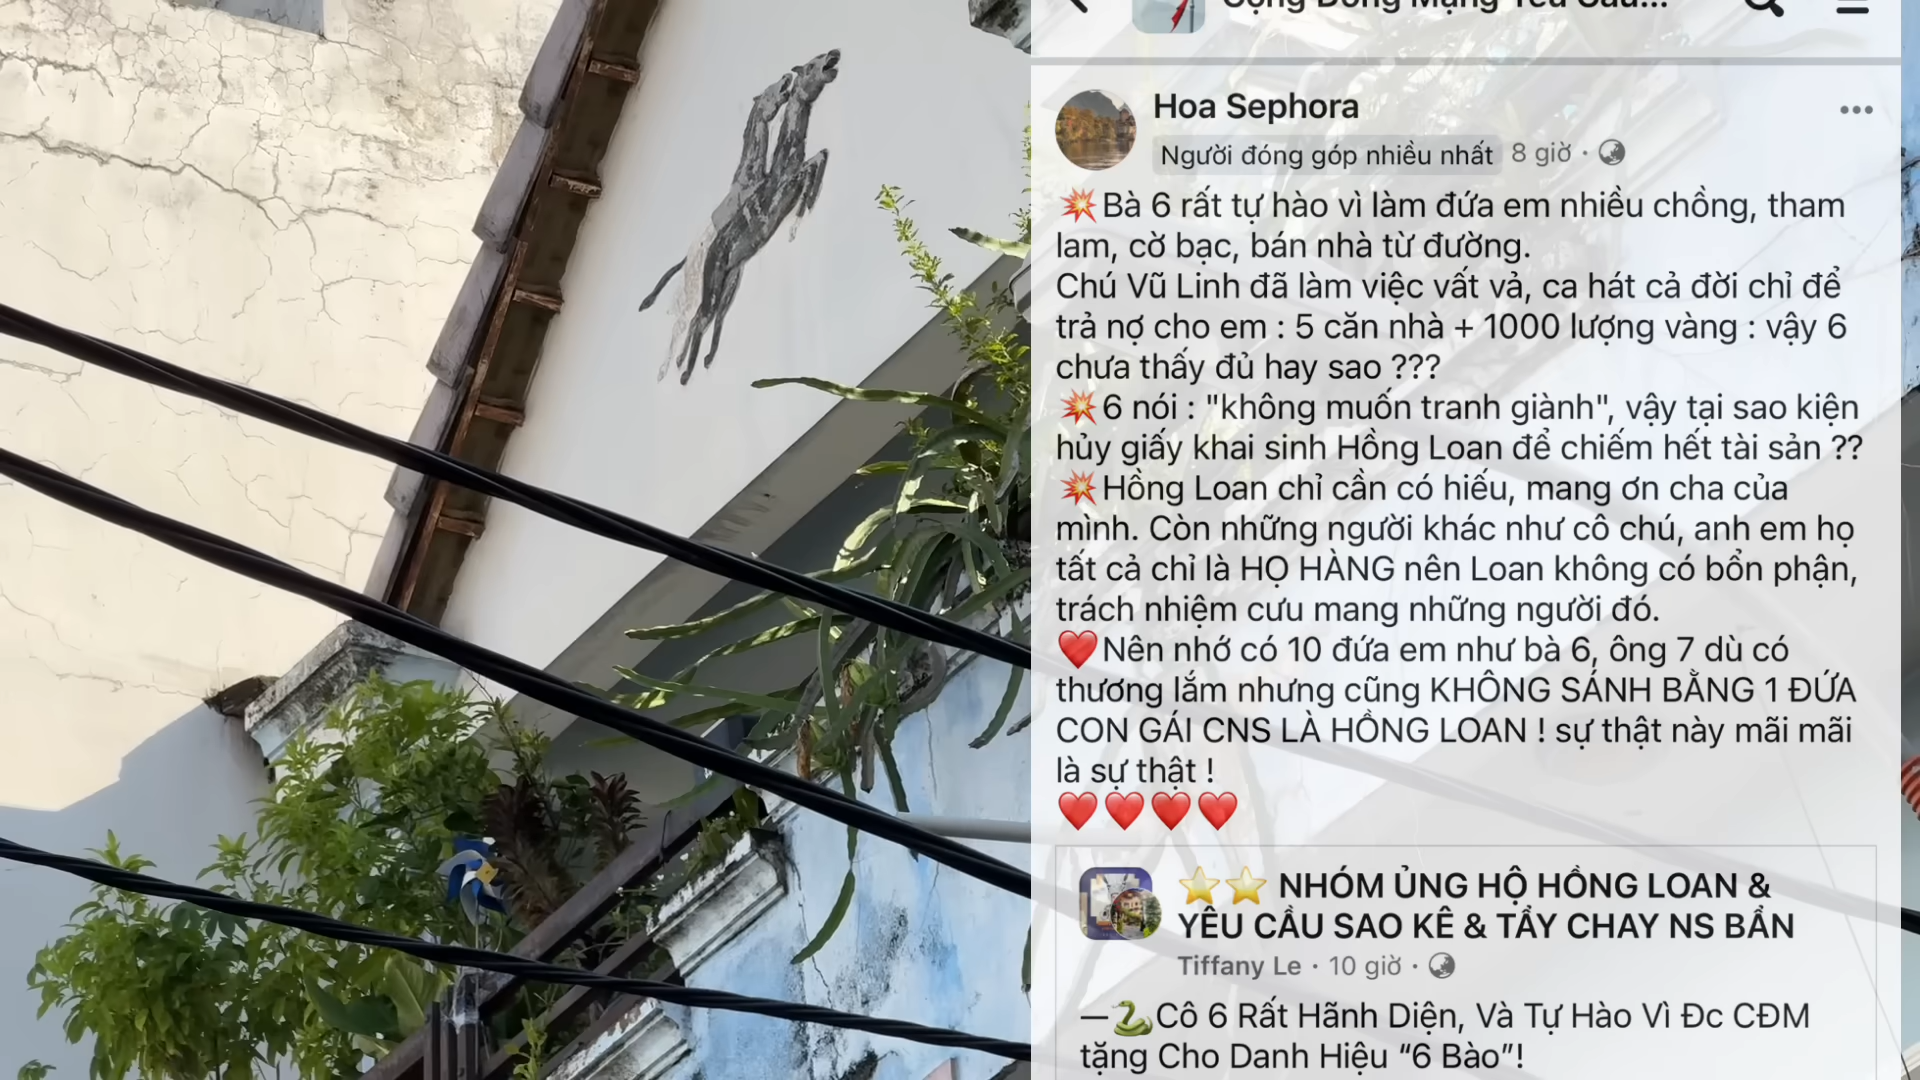 Cộng Đồng Mạng Yêu Cầu...
Hoa Sephora
Người đóng góp nhiều nhất 8 giờ ·
💥Bà 6 rất tự hào vì làm đứa em nhiều chồng, tham
lam, cờ bạc, bán nhà từ đường.
Chú Vũ Linh đã làm việc vất vả, ca hát cả đời chỉ để
trả nợ cho em : 5 căn nhà + 1000 lượng vàng : vậy 6
chưa thấy đủ hay sao ???
💥6 nói : "không muốn tranh giành", vậy tại sao kiện
hủy giấy khai sinh Hồng Loan để chiếm hết tài sản ??
💥Hồng Loan chỉ cần có hiếu, mang ơn cha của
mình. Còn những người khác như cô chú, anh em họ
tất cả chỉ là HỌ HÀNG nên Loan không có bổn phận,
trách nhiệm cưu mang những người đó.
❤️Nên nhớ có 10 đứa em như bà 6, ông 7 dù có
thương lắm nhưng cũng KHÔNG SÁNH BẰNG 1 ĐỨA
CON GÁI CNS LÀ HỒNG LOAN ! sự thật này mãi mãi
là sự thật !
❤️❤️❤️❤️
⭐⭐ NHÓM ỦNG HỘ HỒNG LOAN &
YÊU CẦU SAO KÊ & TẨY CHAY NS BẨN
Tiffany Le · 10 giờ ·
—🐍Cô 6 Rất Hãnh Diện, Và Tự Hào Vì Đc CĐM
tặng Cho Danh Hiệu “6 Bào”!